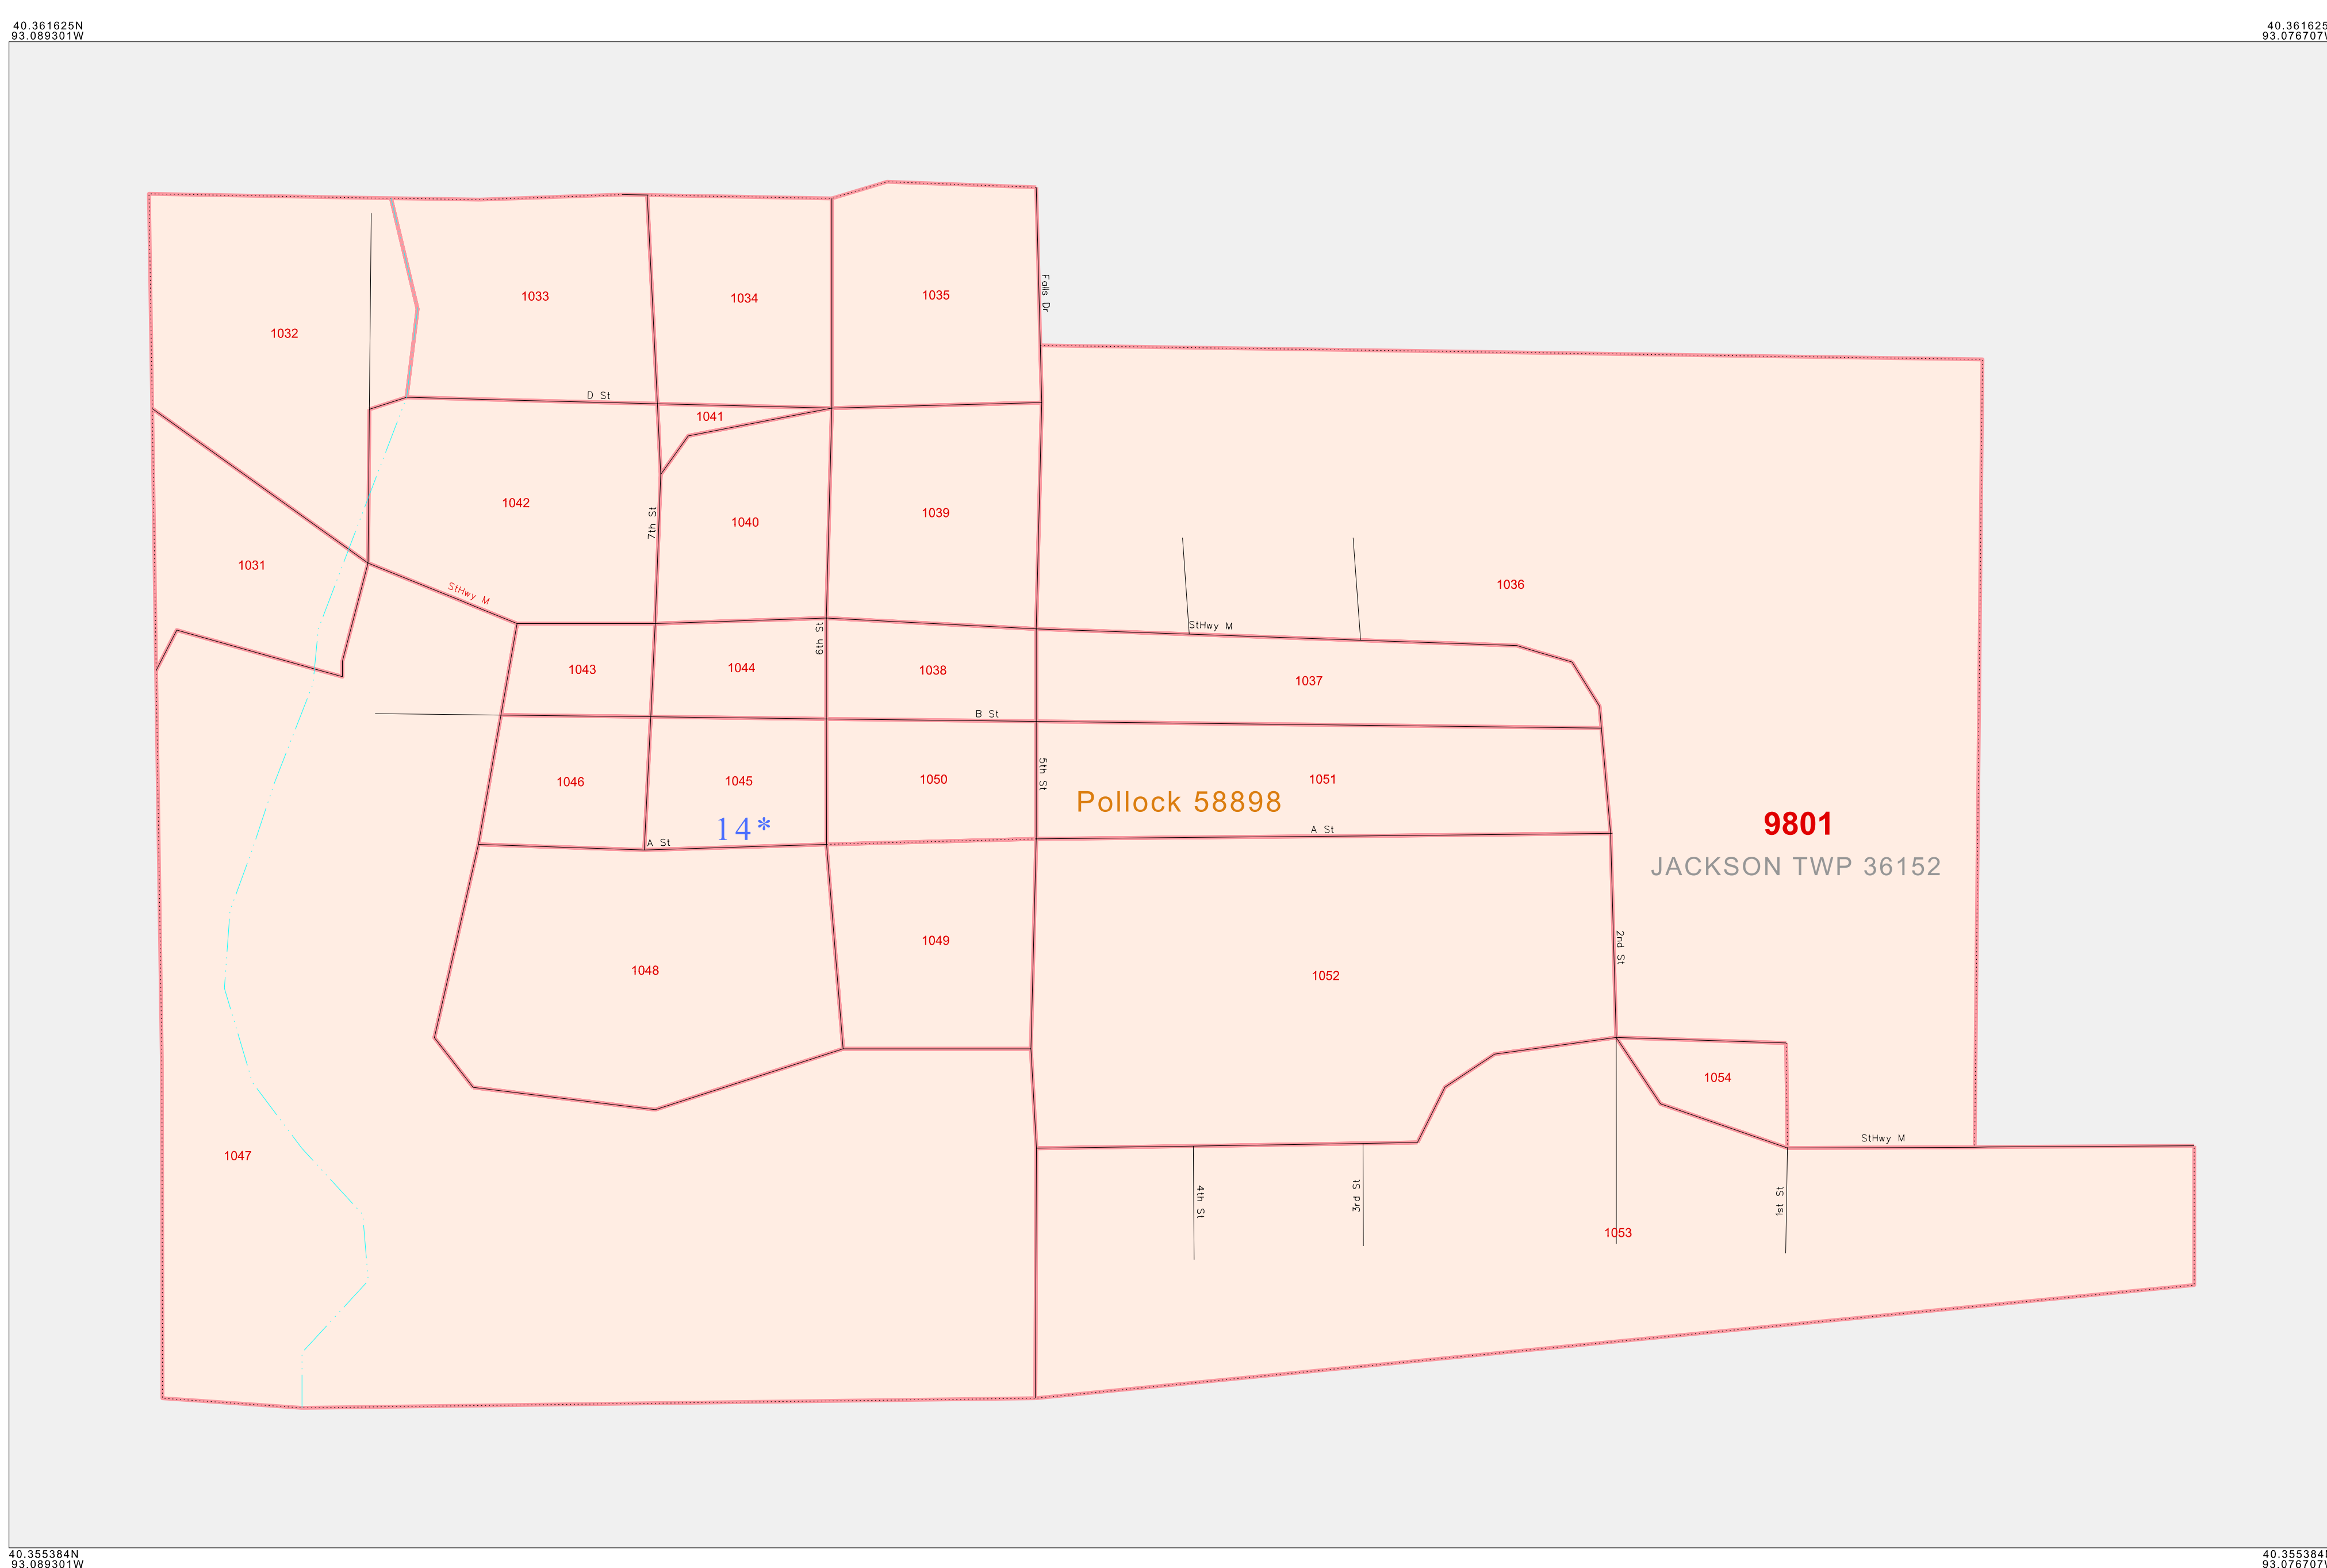 40.361625N
93.089301W
40.361625
93.076707W
1035
1033
1034
Falls Dr
1032
D St
1041
1042
1039
7th St
1040
1031
1036
StHwy M
StHwy M
6th St
1043
1044
1038
1037
B St
1046
1045
1050
5th St
1051
Pollock 58898
14*
A St
A St
9801
JACKSON TWP 36152
1049
2nd St
1048
1052
1054
StHwy M
1047
4th St
3rd St
1st St
1053
40.355384N
93.089301W
40.355384N
93.076707W